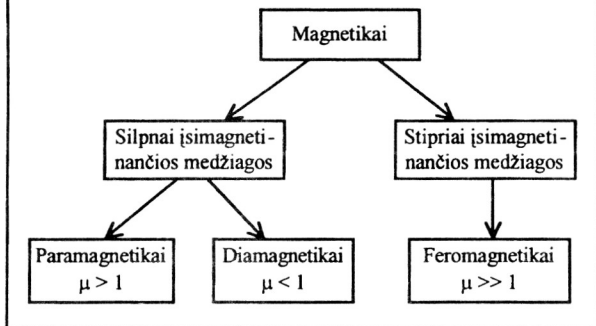 Magnetikai
Silpnai įsimagneti-
nančios medžiagos
Stipriai įsimagneti-
nančios medžiagos
Paramagnetikai
μ > 1
Diamagnetikai
μ < 1
Feromagnetikai
μ >> 1